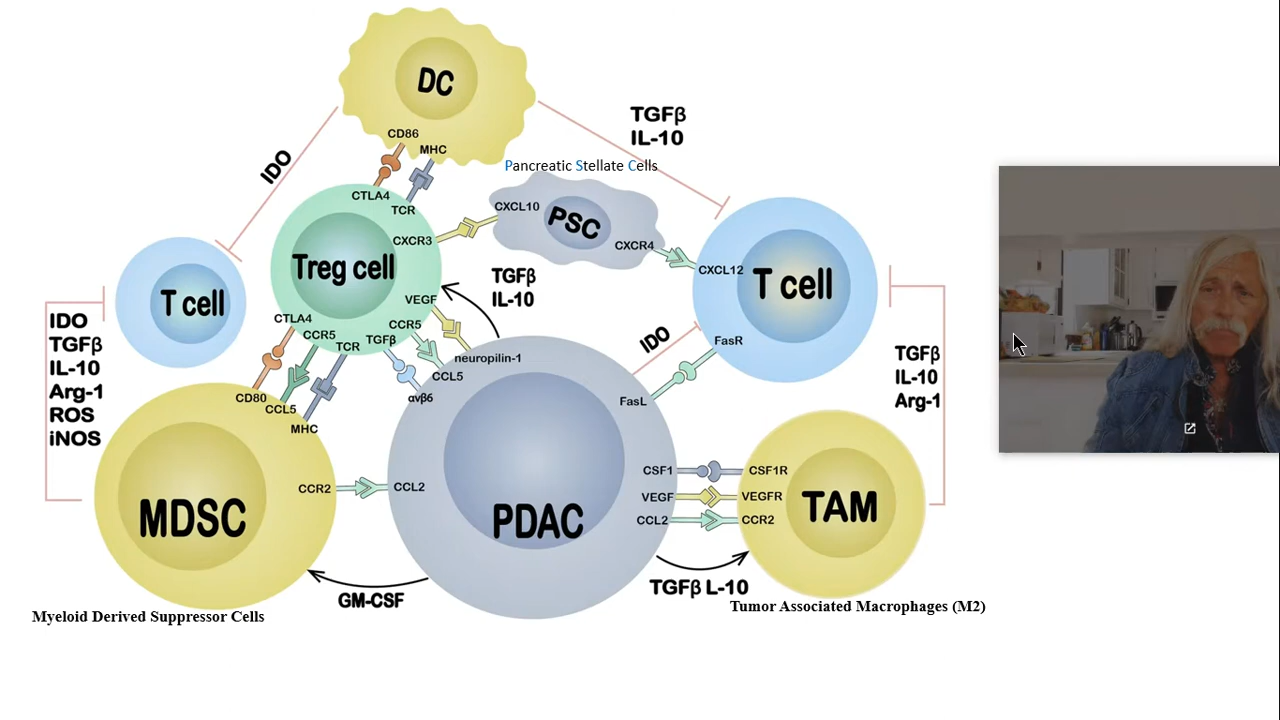 DC
CD86
MHC
TGFβ
IL-10
IDO
Pancreatic Stellate Cells
CTLA4
TCR
CXCL10
PSC
CXCR3
CXCR4
CXCL12
Treg cell
T cell
T cell
TGFβ
IL-10
VEGF
CTLA4
CCR5
TCR
TGFβ
CCR5
neuropilin-1
CCL5
αvβ6
IDO
FasR
FasL
IDO
TGFβ
IL-10
Arg-1
ROS
iNOS
TGFβ
IL-10
Arg-1
CD80
CCL5
MHC
CCR2
CCL2
MDSC
PDAC
CSF1
CSF1R
VEGF
VEGFR
CCL2
CCR2
TAM
GM-CSF
TGFβ L-10
Myeloid Derived Suppressor Cells
Tumor Associated Macrophages (M2)